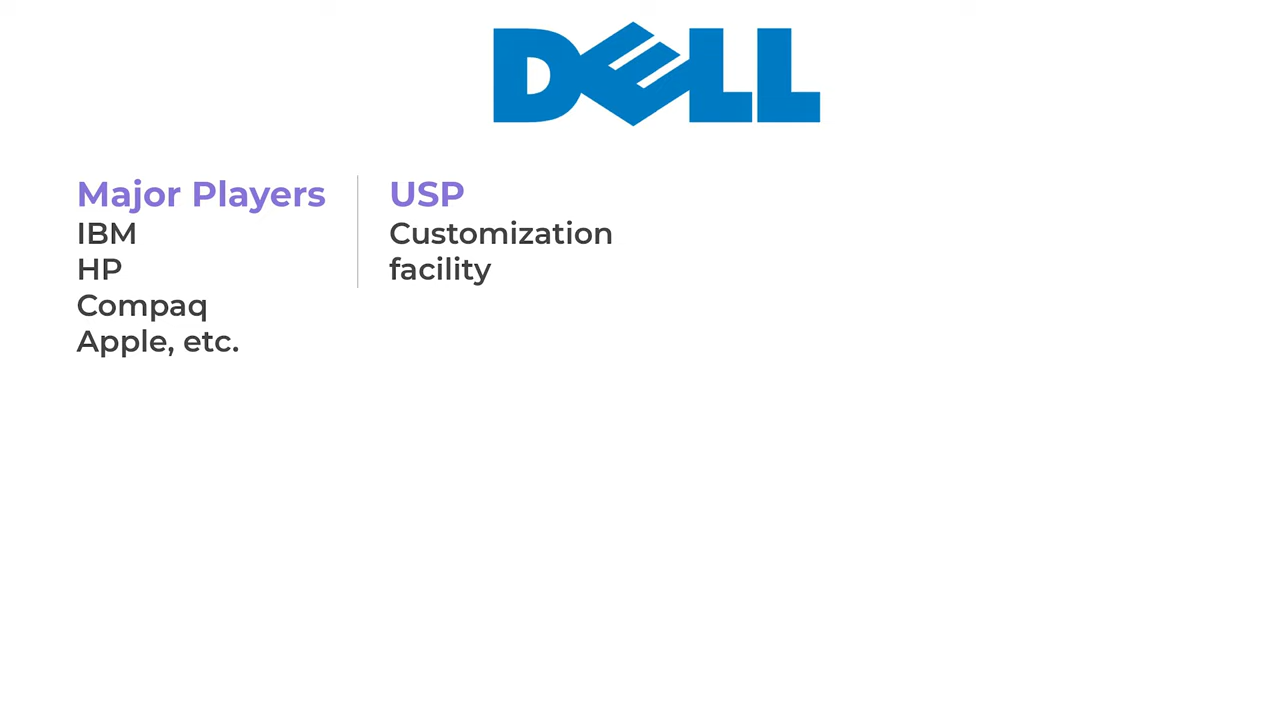 DELL
Major Players
IBM
HP
Compaq
Apple, etc.
USP
Customization
facility